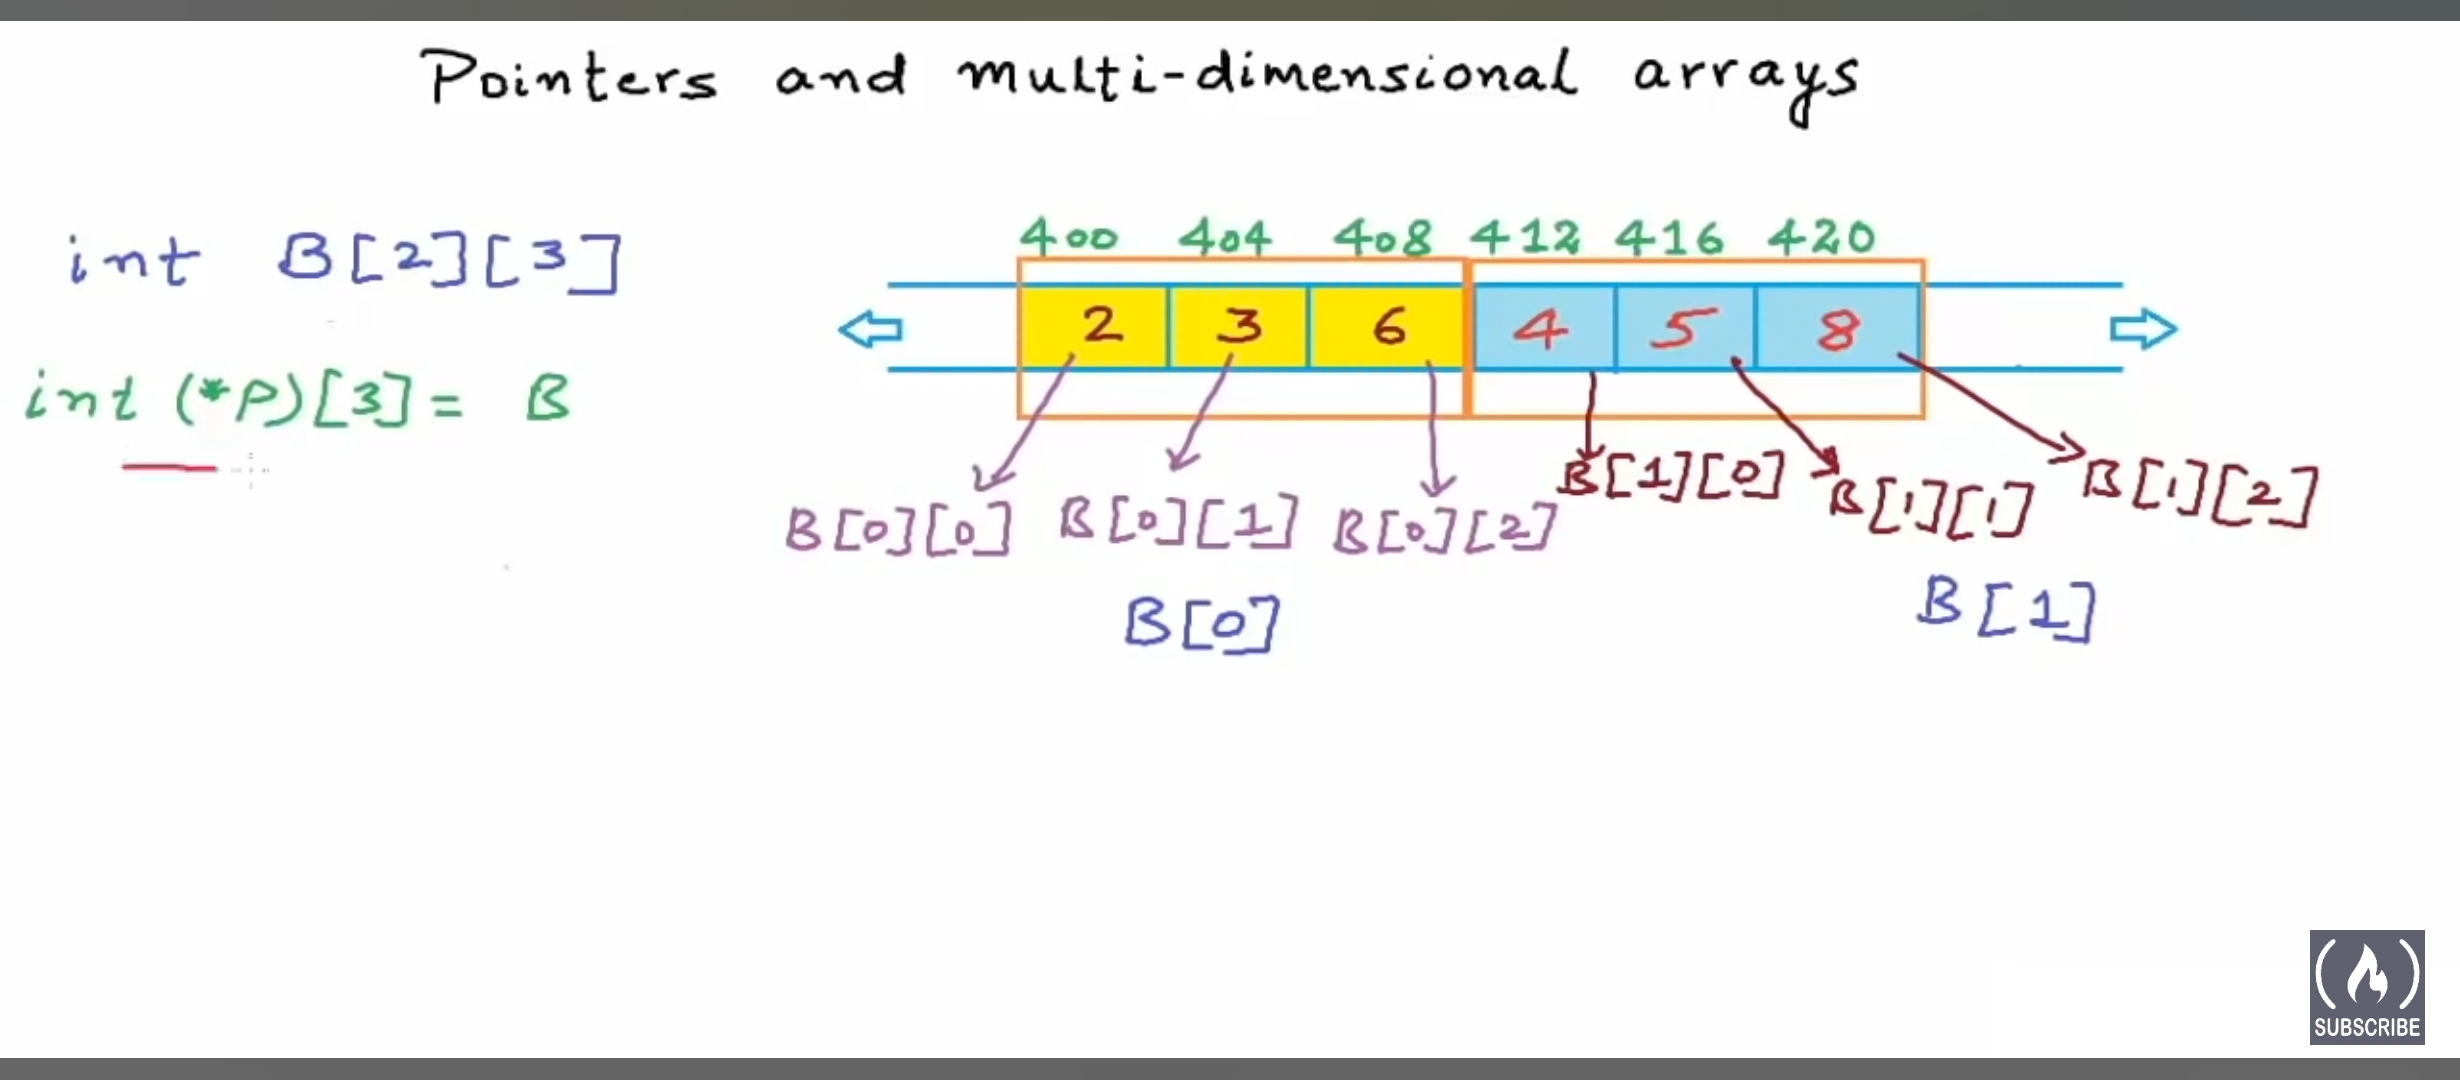 Pointers and multi-dimensional arrays
int B[2][3]
int (*P)[3] = B
400 404 408 412 416 420
2 3 6 4 5 8
B[0][0] B[0][1] B[0][2] B[1][0] B[1][1] B[1][2]
B[0] B[1]
SUBSCRIBE